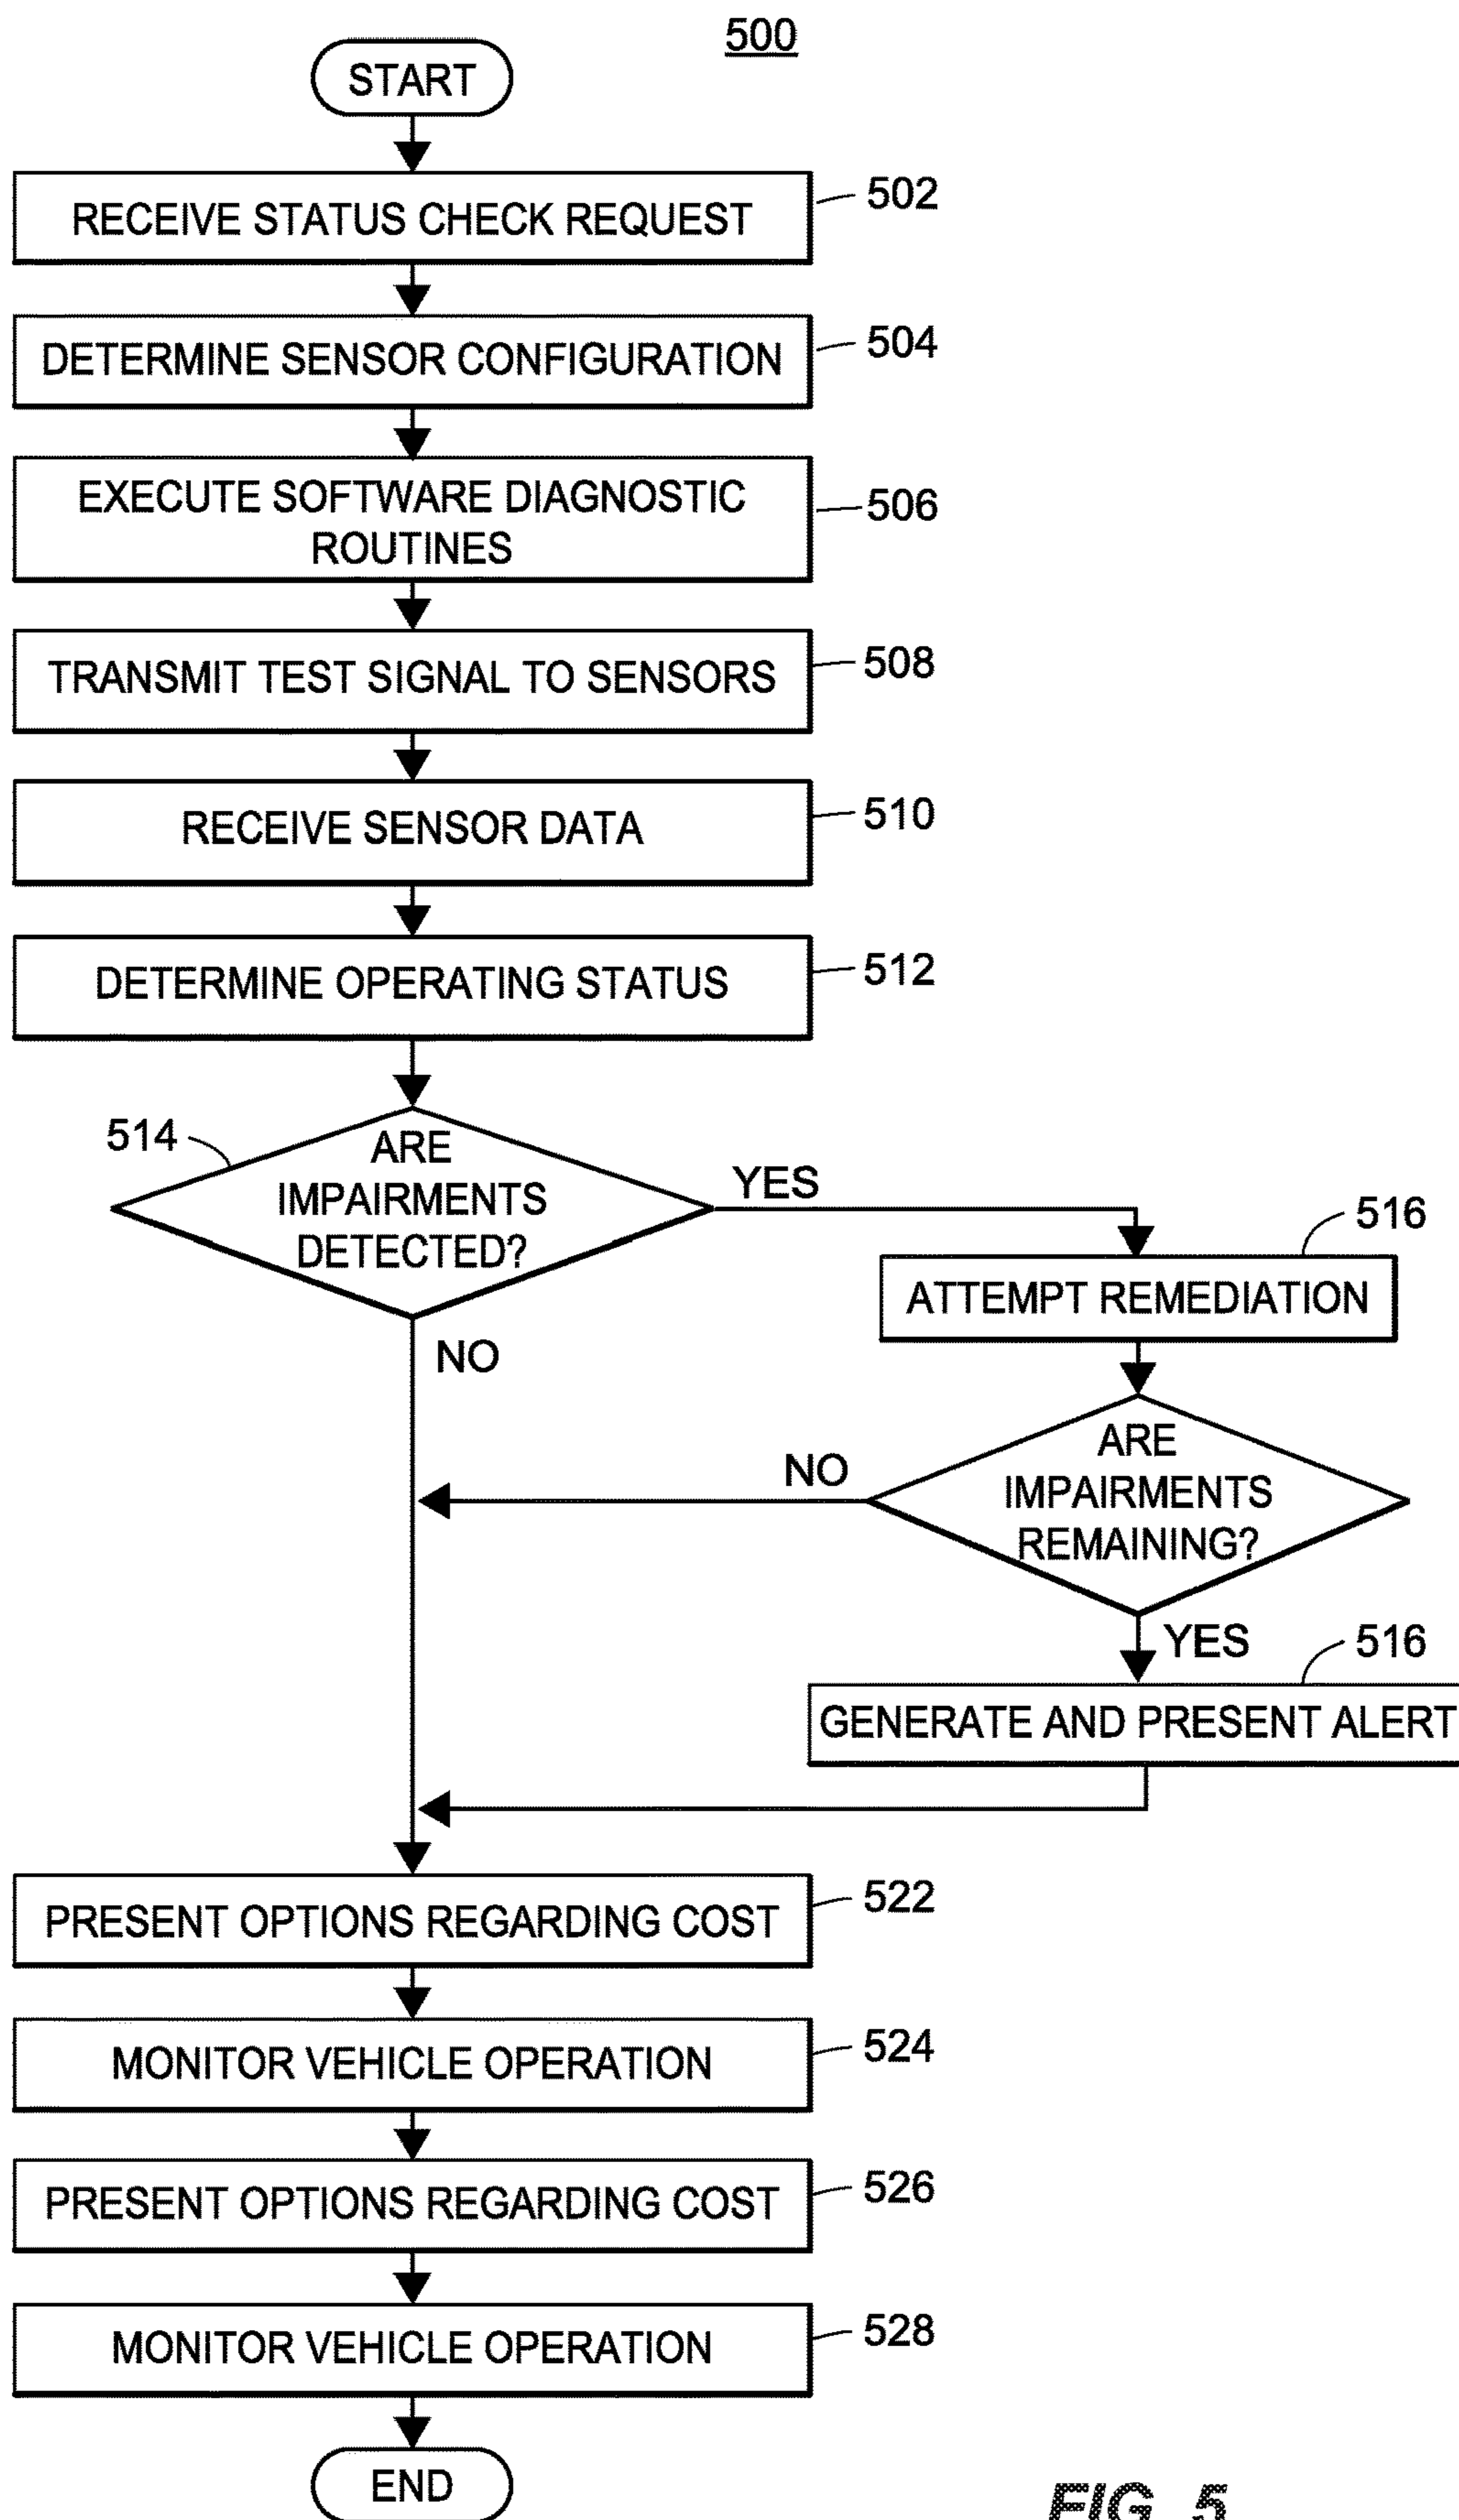 500
START
RECEIVE STATUS CHECK REQUEST
502
DETERMINE SENSOR CONFIGURATION
504
EXECUTE SOFTWARE DIAGNOSTIC
ROUTINES
506
TRANSMIT TEST SIGNAL TO SENSORS
508
RECEIVE SENSOR DATA
510
DETERMINE OPERATING STATUS
512
514
ARE
IMPAIRMENTS
DETECTED?
YES
NO
516
ATTEMPT REMEDIATION
ARE
IMPAIRMENTS
REMAINING?
NO
YES
516
GENERATE AND PRESENT ALERT
PRESENT OPTIONS REGARDING COST
522
MONITOR VEHICLE OPERATION
524
PRESENT OPTIONS REGARDING COST
526
MONITOR VEHICLE OPERATION
528
END
FIG. 5